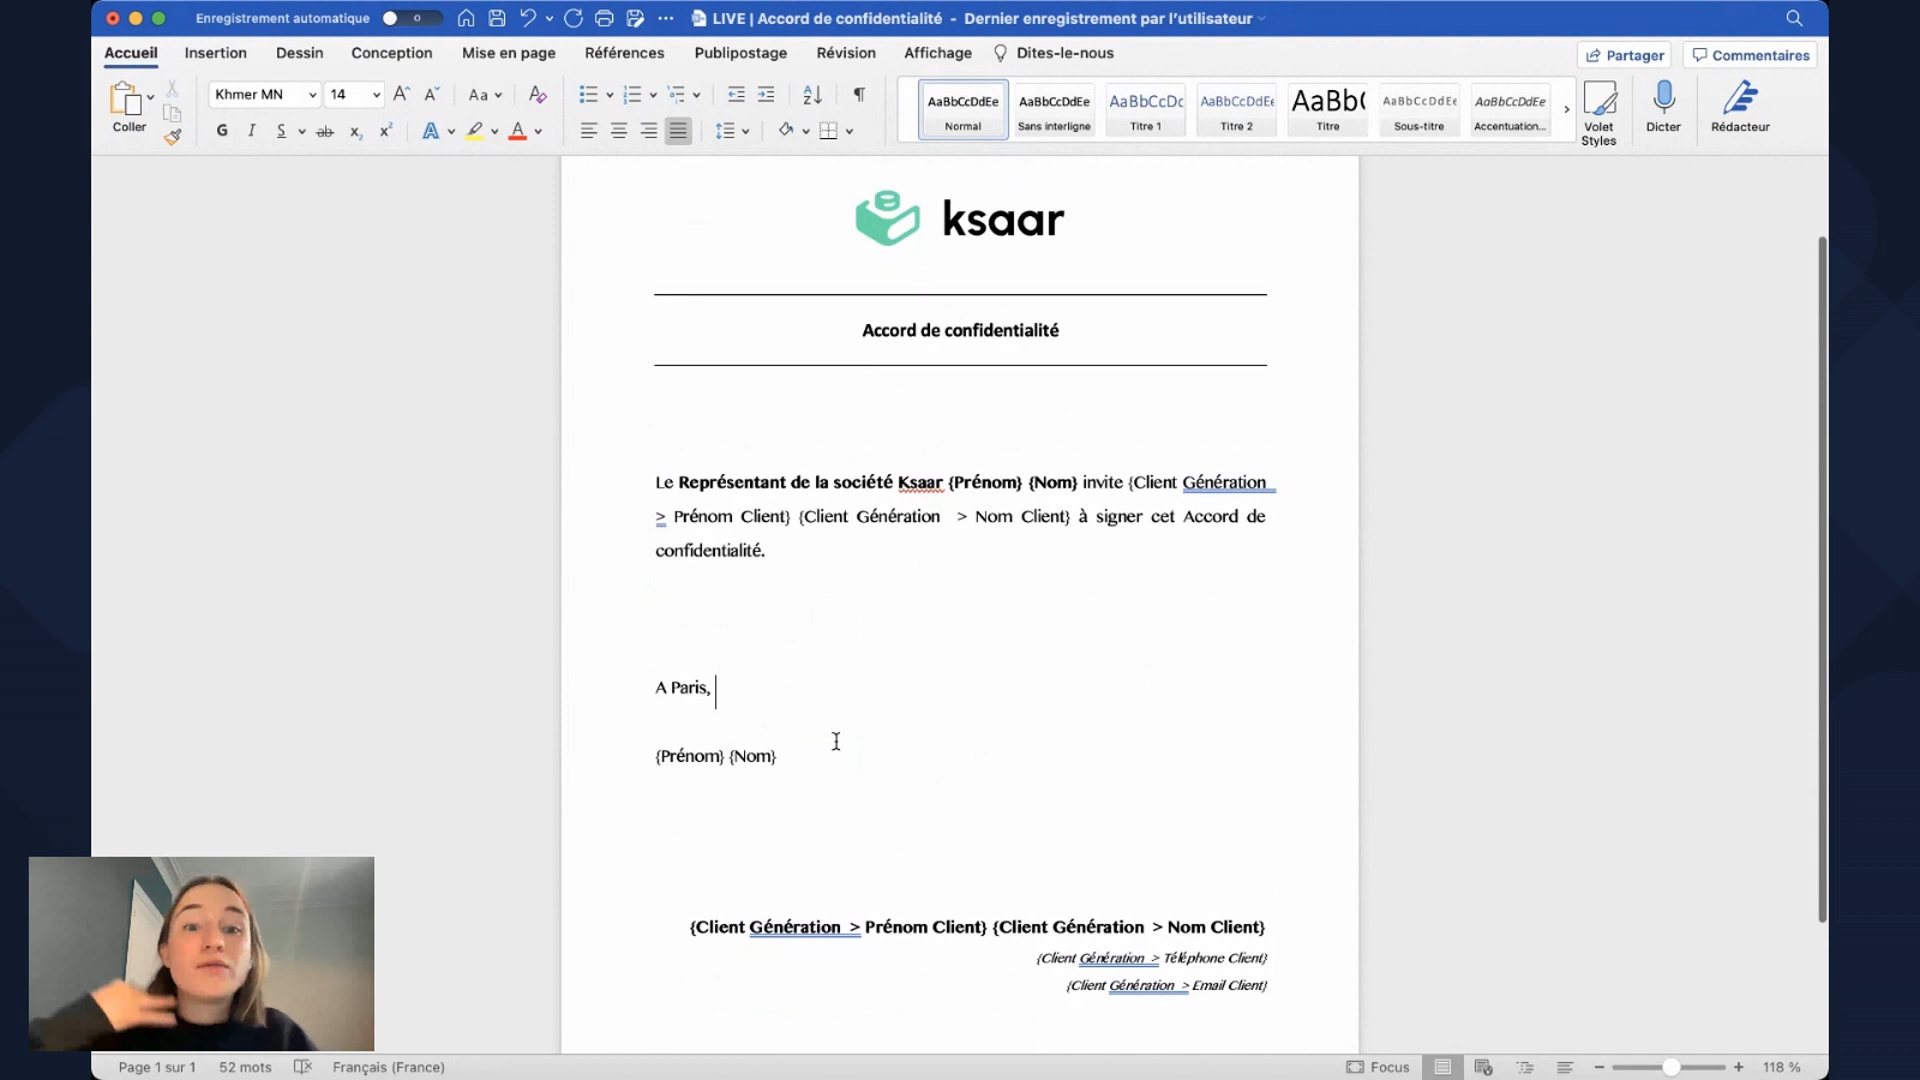 Enregistrement automatique
LIVE | Accord de confidentialité - Dernier enregistrement par l'utilisateur
Accueil Insertion Dessin Conception Mise en page Références Publipostage Révision Affichage Dites-le-nous
Partager Commentaires
Coller
Khmer MN 14
Aa
G I S ab x₂ x²
A A
AaBbCcDdEe AaBbCcDdEe AaBbCcDc AaBbCcDdEe AaBb( AaBbCcDdEe AaBbCcDdEe
Normal Sans interligne Titre 1 Titre 2 Titre Sous-titre Accentuation...
Volet Styles
Dicter
Rédacteur
ksaar
Accord de confidentialité
Le Représentant de la société Ksaar {Prénom} {Nom} invite {Client Génération
> Prénom Client} {Client Génération > Nom Client} à signer cet Accord de
confidentialité.
A Paris,
{Prénom} {Nom}
{Client Génération > Prénom Client} {Client Génération > Nom Client}
{Client Génération > Téléphone Client}
{Client Génération > Email Client}
Page 1 sur 1 52 mots Français (France) Focus 118 %